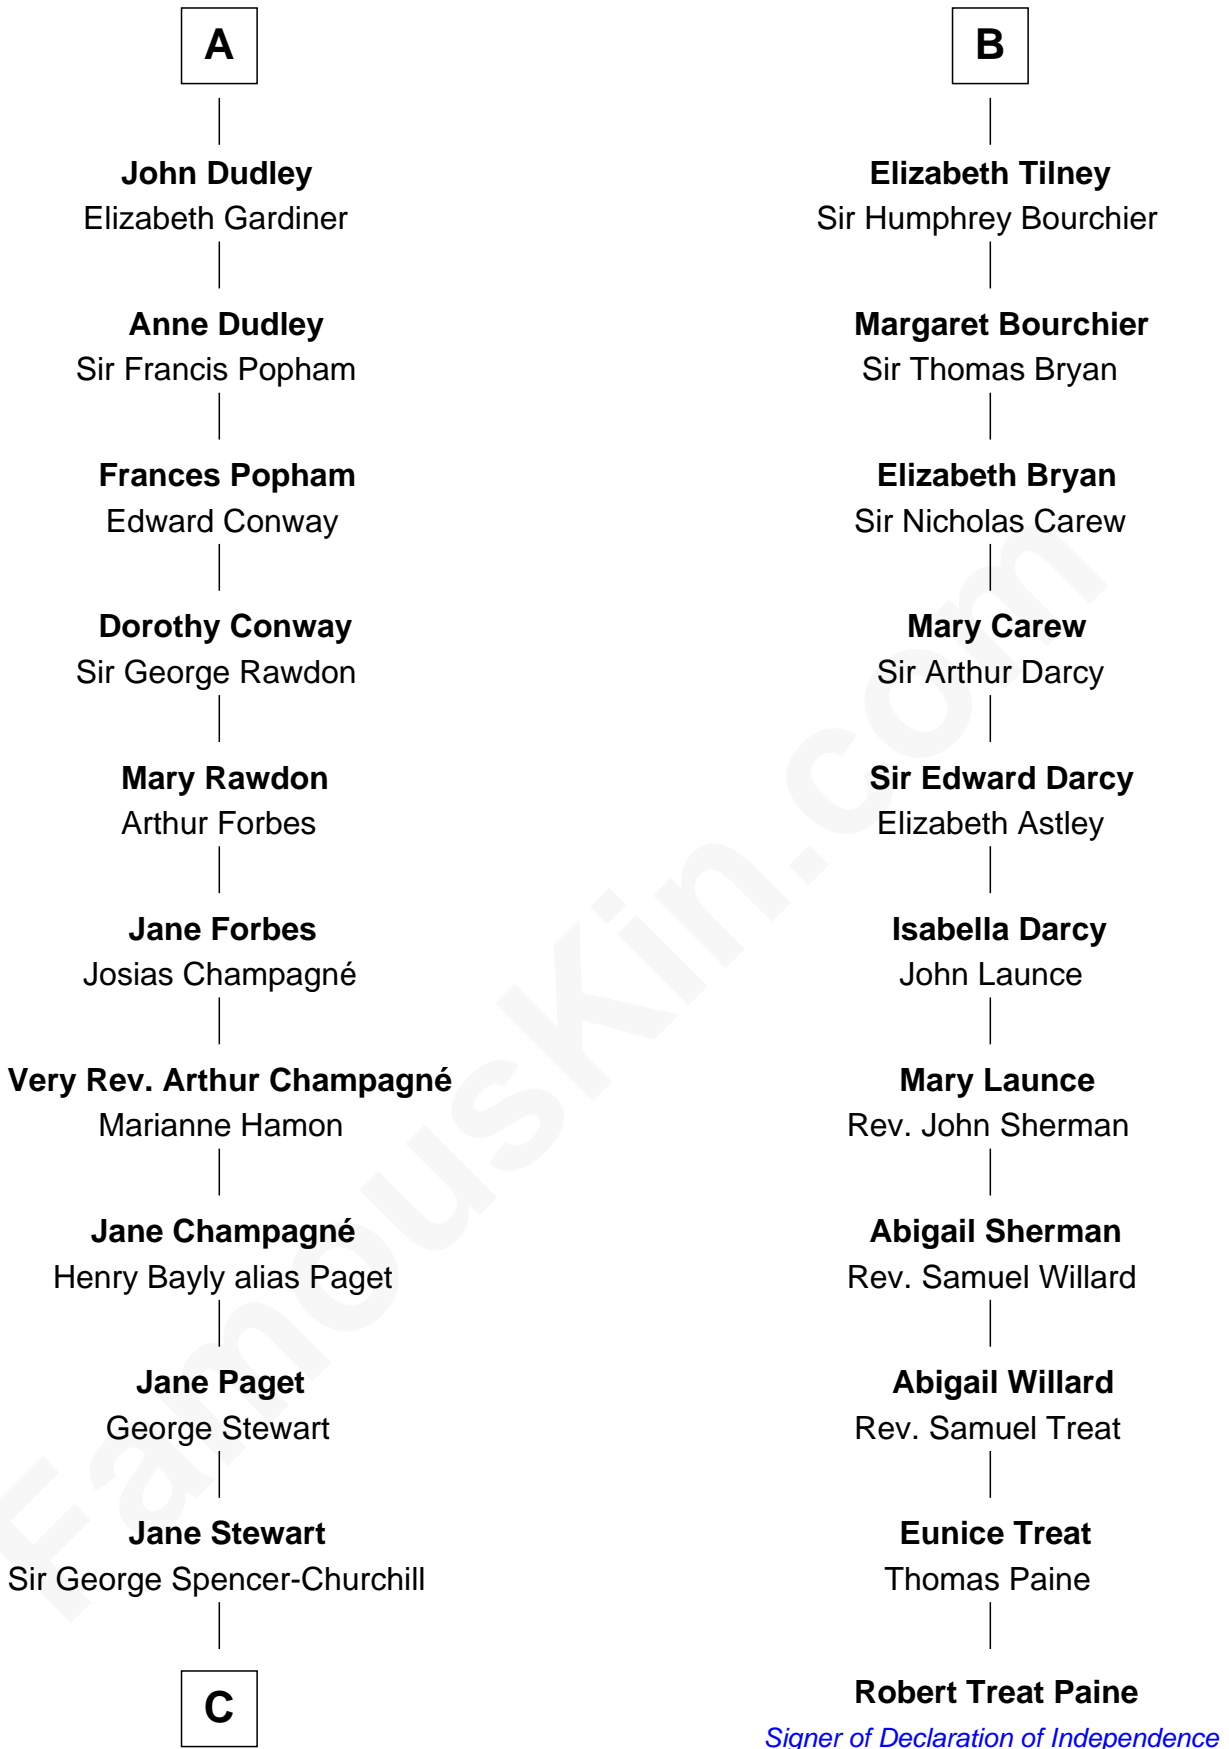 A
John Dudley
Elizabeth Gardiner
Anne Dudley
Sir Francis Popham
Frances Popham
Edward Conway
Dorothy Conway
Sir George Rawdon
Mary Rawdon
Arthur Forbes
Jane Forbes
Josias Champagné
Very Rev. Arthur Champagné
Marianne Hamon
Jane Champagné
Henry Bayly alias Paget
Jane Paget
George Stewart
Jane Stewart
Sir George Spencer-Churchill
C
B
Elizabeth Tilney
Sir Humphrey Bourchier
Margaret Bourchier
Sir Thomas Bryan
Elizabeth Bryan
Sir Nicholas Carew
Mary Carew
Sir Arthur Darcy
Sir Edward Darcy
Elizabeth Astley
Isabella Darcy
John Launce
Mary Launce
Rev. John Sherman
Abigail Sherman
Rev. Samuel Willard
Abigail Willard
Rev. Samuel Treat
Eunice Treat
Thomas Paine
Robert Treat Paine
Signer of Declaration of Independence
FamousKin.com